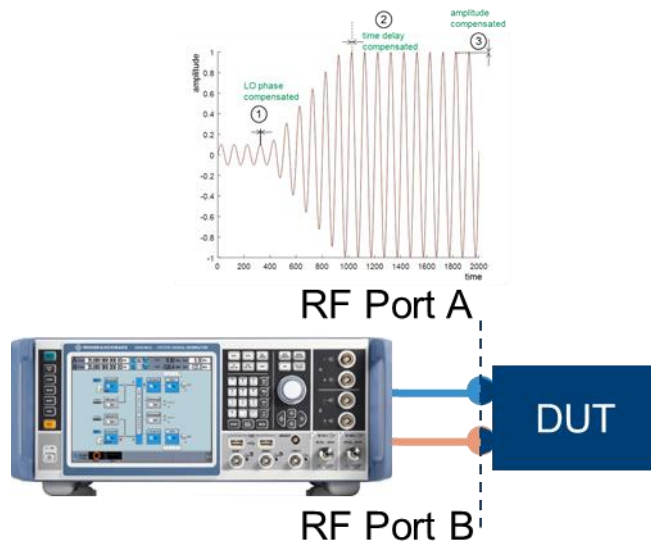 amplitude
compensated
②
③
time delay
compensated
LO phase
compensated
①
amplitude
1
0.8
0.6
0.4
0.2
0
-0.2
-0.4
-0.6
-0.8
-1
0 200 400 600 800 1000 1200 1400 1600 1800 2000
time
RF Port A
DUT
RF Port B